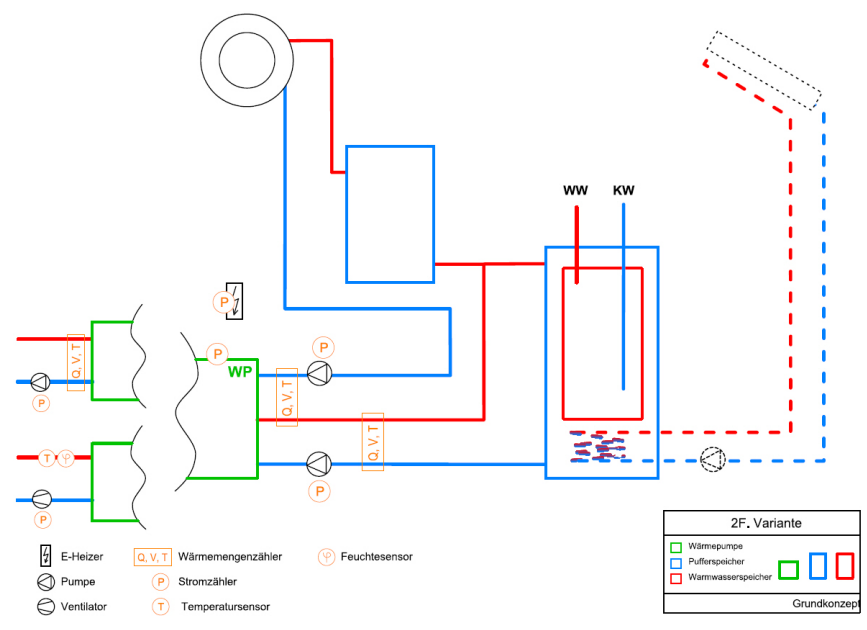 WW KW
P
Q, V, T
P
P
P
WP
Q, V, T
Q, V, T
P
T φ
P
P
E-Heizer
Q, V, T Wärmemengenzähler
φ Feuchtesensor
Pumpe
P Stromzähler
Ventilator
T Temperatursensor
2F. Variante
Wärmepumpe
Pufferspeicher
Warmwasserspeicher
Grundkonzept